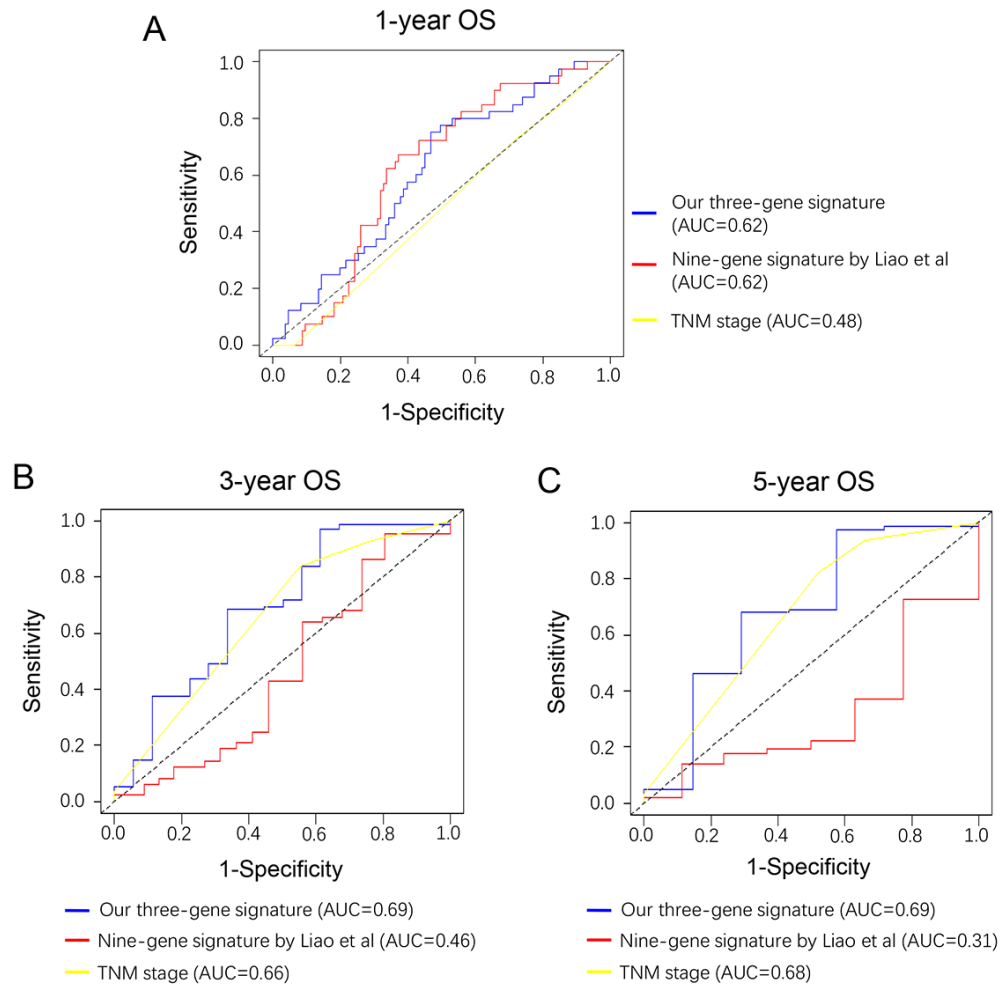 A
1-year OS
1.0
0.8
0.6
0.4
0.2
0.0
Sensitivity
0.0 0.2 0.4 0.6 0.8 1.0
1-Specificity
Our three-gene signature
(AUC=0.62)
Nine-gene signature by Liao et al
(AUC=0.62)
TNM stage (AUC=0.48)
B
3-year OS
1.0
0.8
0.6
0.4
0.2
0.0
Sensitivity
0.0 0.2 0.4 0.6 0.8 1.0
1-Specificity
Our three-gene signature (AUC=0.69)
Nine-gene signature by Liao et al (AUC=0.46)
TNM stage (AUC=0.66)
C
5-year OS
1.0
0.8
0.6
0.4
0.2
0.0
Sensitivity
0.0 0.2 0.4 0.6 0.8 1.0
1-Specificity
Our three-gene signature (AUC=0.69)
Nine-gene signature by Liao et al (AUC=0.31)
TNM stage (AUC=0.68)